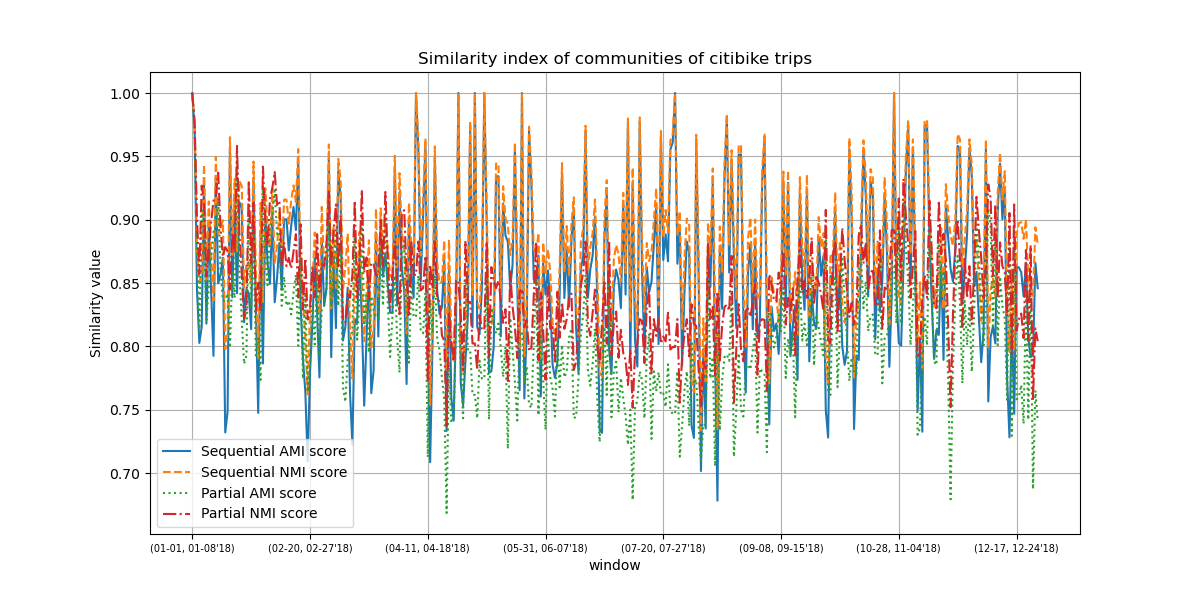 Similarity index of communities of citibike trips
Similarity value
1.00
0.95
0.90
0.85
0.80
0.75
0.70
Sequential AMI score
Sequential NMI score
Partial AMI score
Partial NMI score
(01-01, 01-08'18) (02-20, 02-27'18) (04-11, 04-18'18) (05-31, 06-07'18) (07-20, 07-27'18) (09-08, 09-15'18) (10-28, 11-04'18) (12-17, 12-24'18)
window